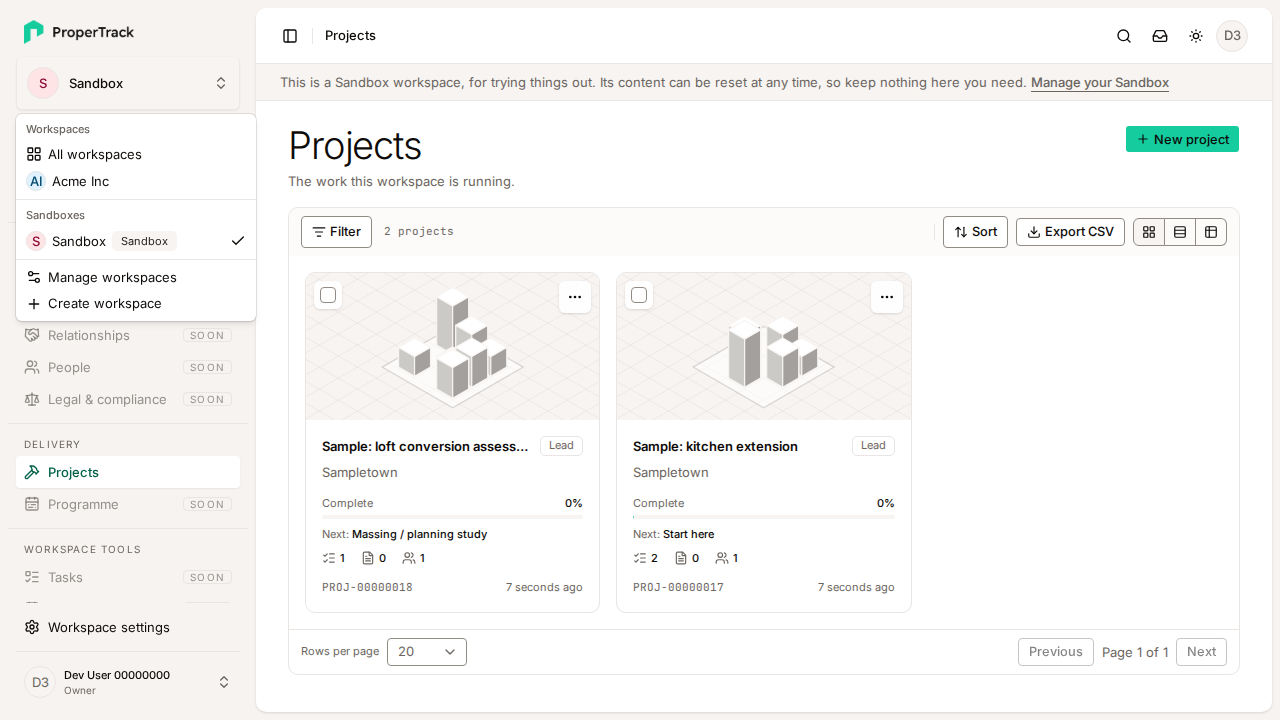 ProperTrack
S Sandbox
Workspaces
All workspaces
AI Acme Inc
Sandboxes
S Sandbox Sandbox
Manage workspaces
Create workspace
Relationships SOON
People SOON
Legal & compliance SOON
DELIVERY
Projects
Programme SOON
WORKSPACE TOOLS
Tasks SOON
Workspace settings
D3 Dev User 00000000
Owner
Projects
D3
This is a Sandbox workspace, for trying things out. Its content can be reset at any time, so keep nothing here you need. Manage your Sandbox
Projects
New project
The work this workspace is running.
Filter 2 projects Sort Export CSV
Sample: loft conversion assess... Lead
Sampletown
Complete 0%
Next: Massing / planning study
1 0 1
PROJ-00000018 7 seconds ago
Sample: kitchen extension Lead
Sampletown
Complete 0%
Next: Start here
2 0 1
PROJ-00000017 7 seconds ago
Rows per page 20 Previous Page 1 of 1 Next